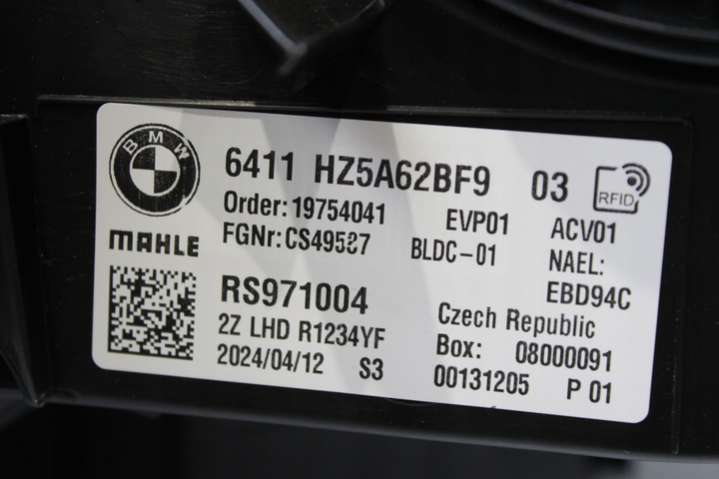 BMW
6411 HZ5A62BF9 03 RFID
Order: 19754041 EVP01 ACV01
MAHLE FGNr: BLDC-01 NAEL:
RS971004 EBD94C
2Z LHD R1234YF Czech Republic
2024/04/12 S3 Box: 08000091
00131205 P 01